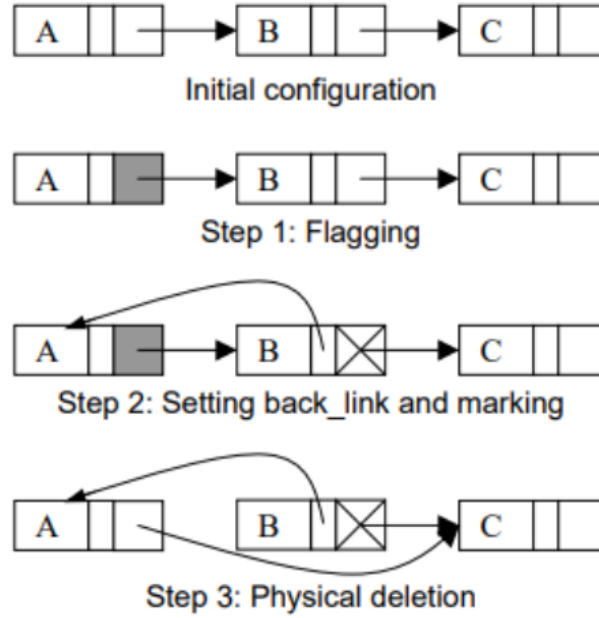 A B C
Initial configuration
A B C
Step 1: Flagging
A B C
Step 2: Setting back_link and marking
A B C
Step 3: Physical deletion